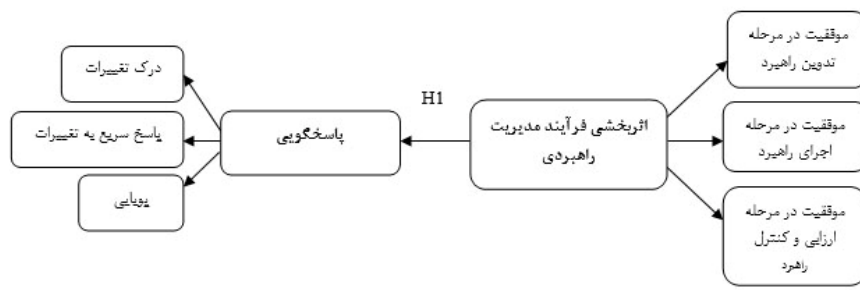 موفقیت در مرحله
تدوین راهبرد
موفقیت در مرحله
اجرای راهبرد
موفقیت در مرحله
ارزایی و کنترل
راهبرد
اثربخشی فرآیند مدیریت
راهبردی
H1
پاسخگویی
درک تغییرات
پاسخ سریع به تغییرات
پویایی